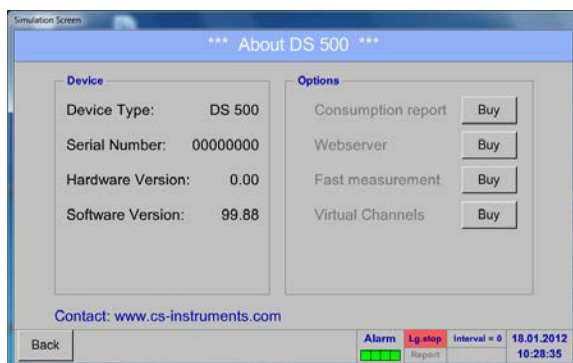 Simulation Screen
*** About DS 500 ***
Device
Device Type: DS 500
Serial Number: 00000000
Hardware Version: 0.00
Software Version: 99.88
Options
Consumption report Buy
Webserver Buy
Fast measurement Buy
Virtual Channels Buy
Contact: www.cs-instruments.com
Back
Alarm
Lg.stop
Report
Interval = 0
18.01.2012
10:28:35